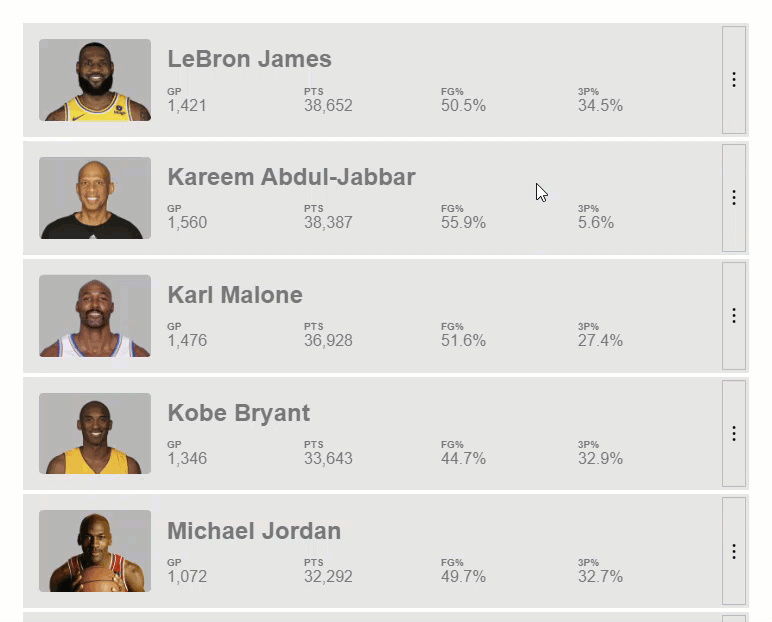 LeBron James
GP PTS FG% 3P%
1,421 38,652 50.5% 34.5%
Kareem Abdul-Jabbar
GP PTS FG% 3P%
1,560 38,387 55.9% 5.6%
Karl Malone
GP PTS FG% 3P%
1,476 36,928 51.6% 27.4%
Kobe Bryant
GP PTS FG% 3P%
1,346 33,643 44.7% 32.9%
Michael Jordan
GP PTS FG% 3P%
1,072 32,292 49.7% 32.7%